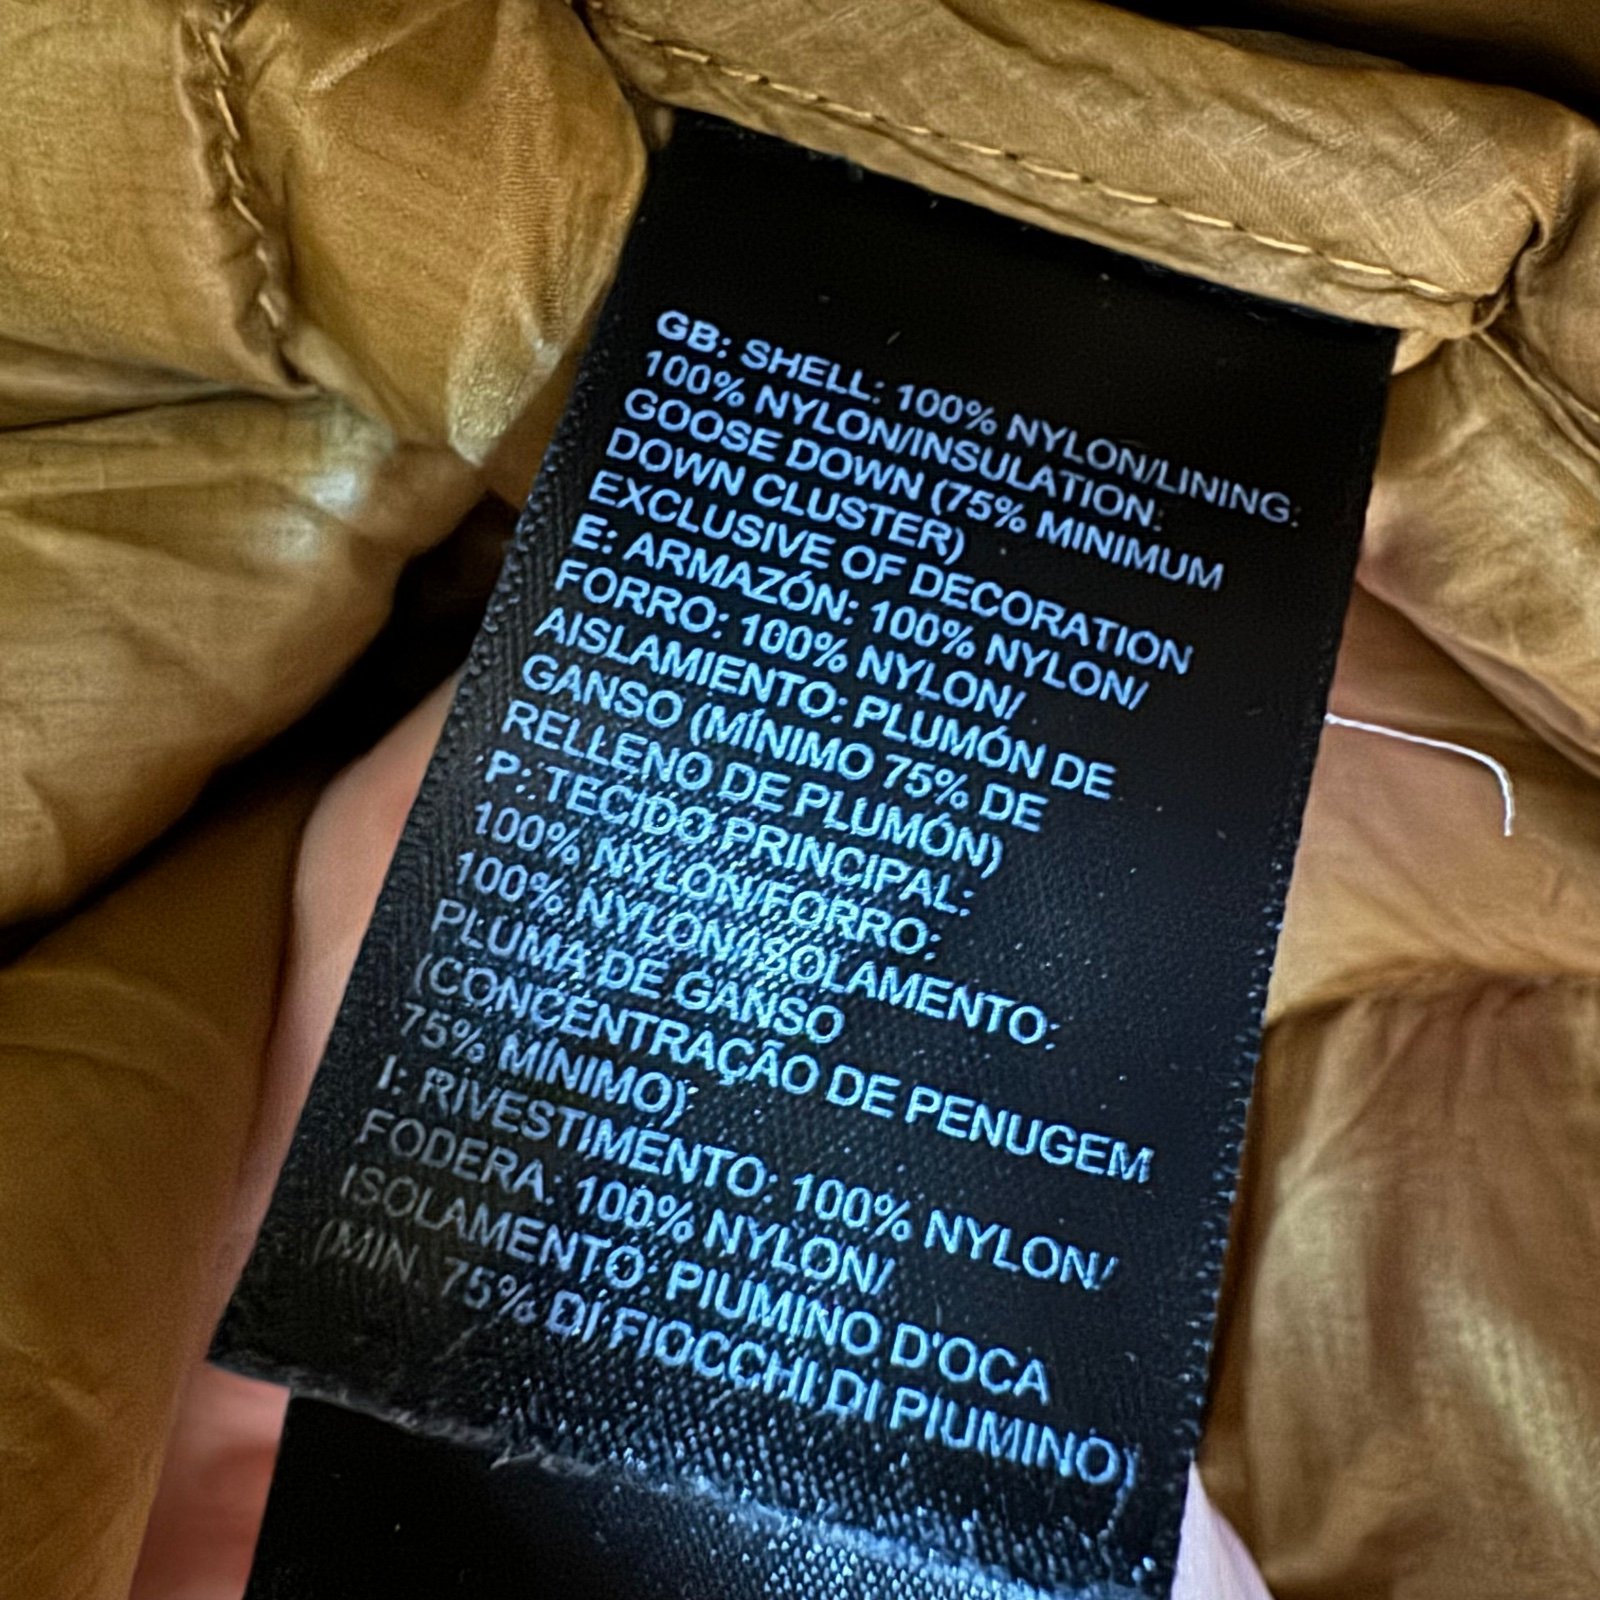 GB: SHELL: 100% NYLON/LINING:
100% NYLON/INSULATION:
GOOSE DOWN (75% MINIMUM
DOWN CLUSTER)
EXCLUSIVE OF DECORATION
E: ARMAZÓN: 100% NYLON/
FORRO: 100% NYLON/
AISLAMIENTO: PLUMÓN DE
GANSO (MÍNIMO 75% DE
RELLENO DE PLUMÓN)
P: TECIDO PRINCIPAL:
100% NYLON/FORRO:
100% NYLON/ISOLAMENTO:
PLUMA DE GANSO
(CONCENTRAÇÃO DE PENUGEM
75% MÍNIMO)
I: RIVESTIMENTO: 100% NYLON/
FODERA: 100% NYLON/
ISOLAMENTO: PIUMINO D'OCA
(MIN. 75% DI FIOCCHI DI PIUMINO)